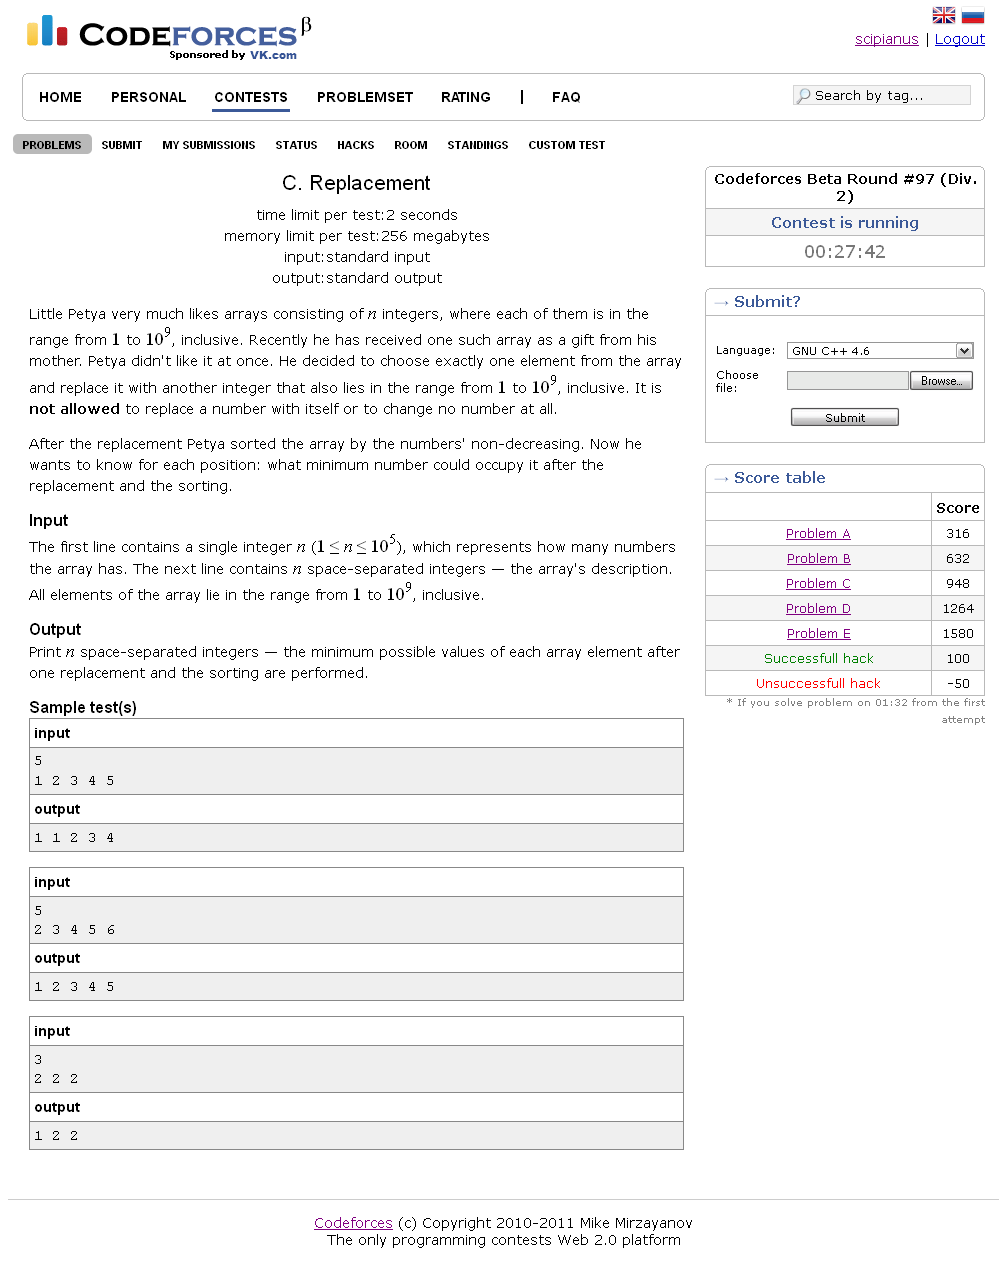 CODEFORCES β
Sponsored by VK.com
scipianus | Logout
HOME PERSONAL CONTESTS PROBLEMSET RATING | FAQ
Search by tag...
PROBLEMS SUBMIT MY SUBMISSIONS STATUS HACKS ROOM STANDINGS CUSTOM TEST
C. Replacement
time limit per test:2 seconds
memory limit per test:256 megabytes
input:standard input
output:standard output
Little Petya very much likes arrays consisting of n integers, where each of them is in the
range from 1 to 10^9, inclusive. Recently he has received one such array as a gift from his
mother. Petya didn't like it at once. He decided to choose exactly one element from the array
and replace it with another integer that also lies in the range from 1 to 10^9, inclusive. It is
not allowed to replace a number with itself or to change no number at all.
After the replacement Petya sorted the array by the numbers' non-decreasing. Now he
wants to know for each position: what minimum number could occupy it after the
replacement and the sorting.
Input
The first line contains a single integer n (1 ≤ n ≤ 10^5), which represents how many numbers
the array has. The next line contains n space-separated integers — the array's description.
All elements of the array lie in the range from 1 to 10^9, inclusive.
Output
Print n space-separated integers — the minimum possible values of each array element after
one replacement and the sorting are performed.
Sample test(s)
input
5
1 2 3 4 5
output
1 1 2 3 4
input
5
2 3 4 5 6
output
1 2 3 4 5
input
3
2 2 2
output
1 2 2
Codeforces Beta Round #97 (Div.
2)
Contest is running
00:27:42
→ Submit?
Language: GNU C++ 4.6
Choose
file: Browse...
Submit
→ Score table
Score
Problem A 316
Problem B 632
Problem C 948
Problem D 1264
Problem E 1580
Successfull hack 100
Unsuccessfull hack -50
* If you solve problem on 01:32 from the first
attempt
Codeforces (c) Copyright 2010-2011 Mike Mirzayanov
The only programming contests Web 2.0 platform